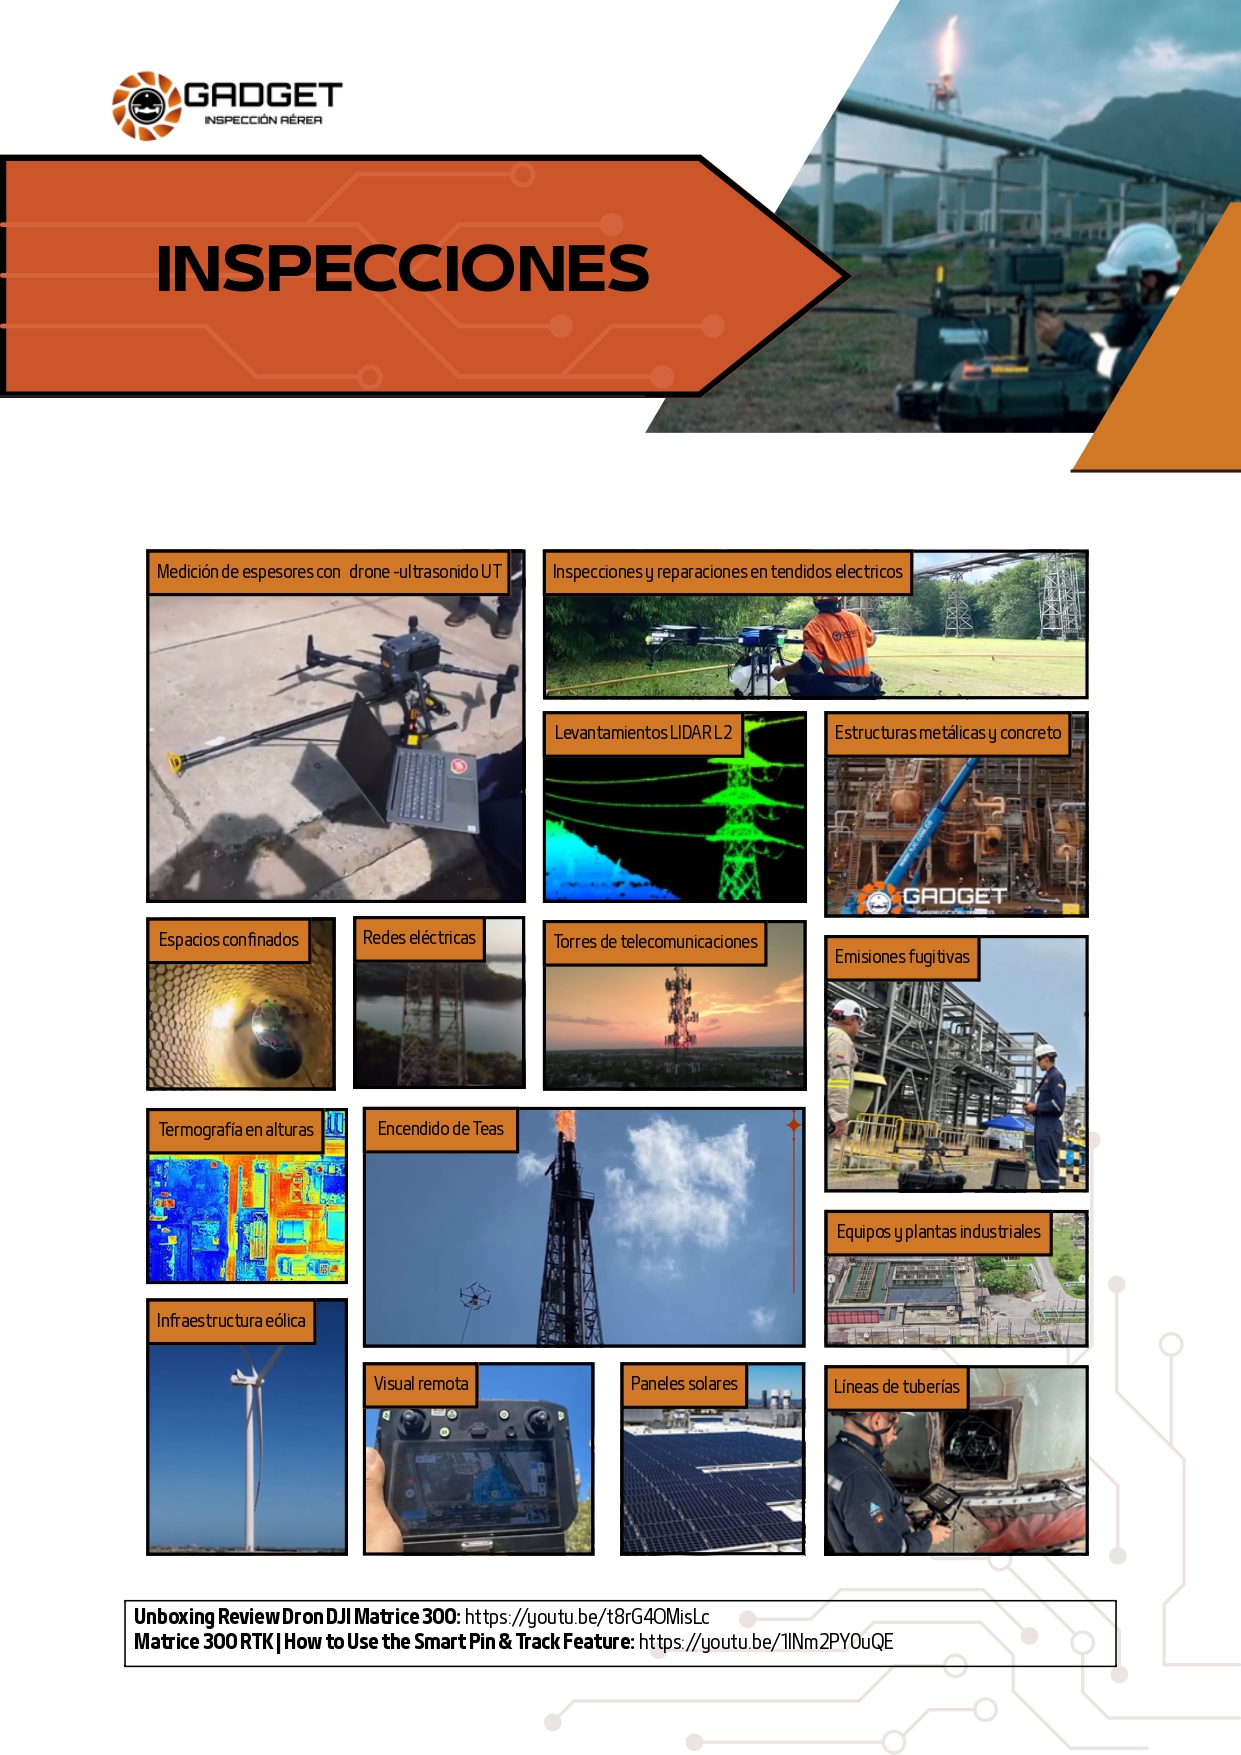 GADGET
INSPECCIÓN AÉREA
INSPECCIONES
Medición de espesores con drone -ultrasonido UT
Inspecciones y reparaciones en tendidos electricos
Levantamientos LIDAR L2
Estructuras metálicas y concreto
GADGET
Espacios confinados
Redes eléctricas
Torres de telecomunicaciones
Emisiones fugitivas
Termografía en alturas
Encendido de Teas
Equipos y plantas industriales
Infraestructura eólica
Visual remota
Paneles solares
Líneas de tuberías
Unboxing Review Dron DJI Matrice 300: https://youtu.be/t8rG4OMisLc
Matrice 300 RTK | How to Use the Smart Pin & Track Feature: https://youtu.be/1lNm2PY0uQE